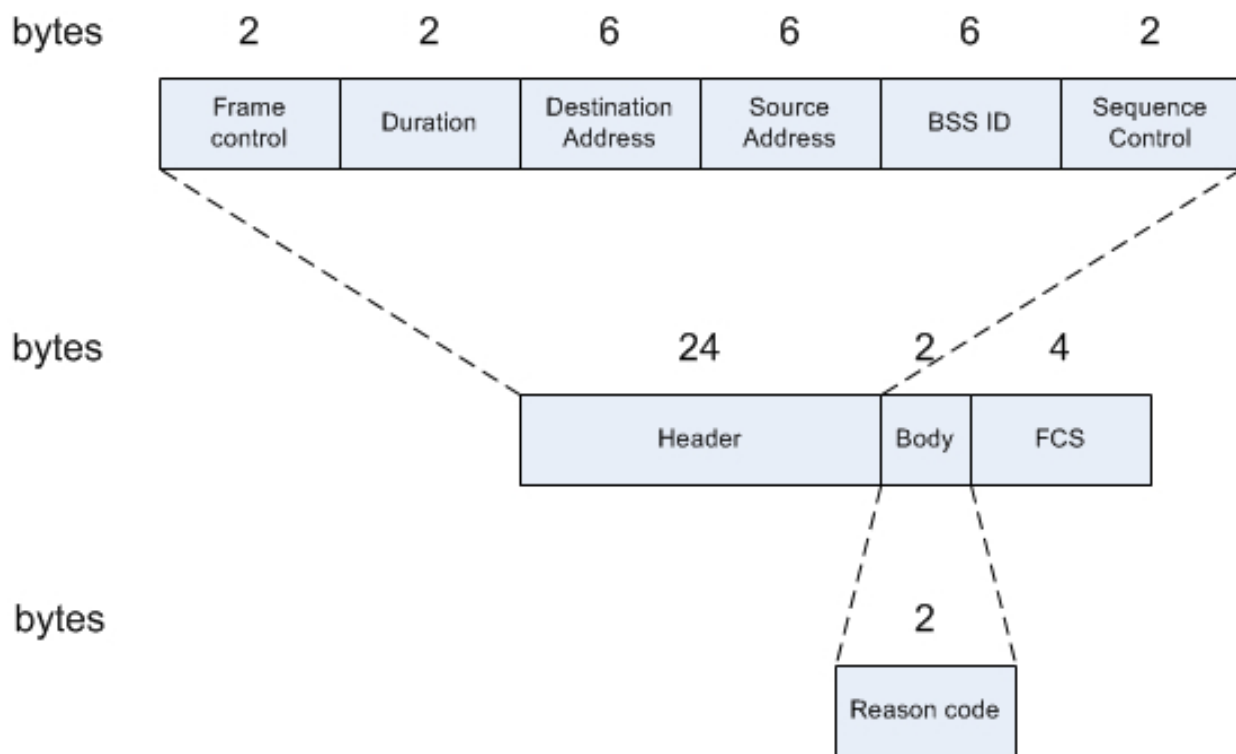 bytes 2 2 6 6 6 2
Frame control Duration Destination Address Source Address BSS ID Sequence Control
bytes 24 2 4
Header Body FCS
bytes 2
Reason code